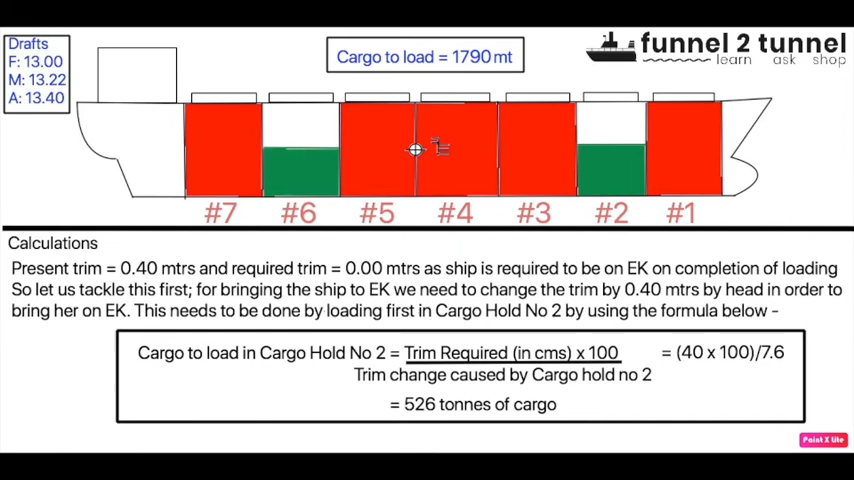 Drafts
F: 13.00
M: 13.22
A: 13.40
Cargo to load = 1790 mt
funnel 2 tunnel
learn ask shop
#7 #6 #5 #4 #3 #2 #1
Calculations
Present trim = 0.40 mtrs and required trim = 0.00 mtrs as ship is required to be on EK on completion of loading
So let us tackle this first; for bringing the ship to EK we need to change the trim by 0.40 mtrs by head in order to
bring her on EK. This needs to be done by loading first in Cargo Hold No 2 by using the formula below -
Cargo to load in Cargo Hold No 2 = Trim Required (in cms) x 100 = (40 x 100)/7.6
Trim change caused by Cargo hold no 2
= 526 tonnes of cargo
Paint X Lite